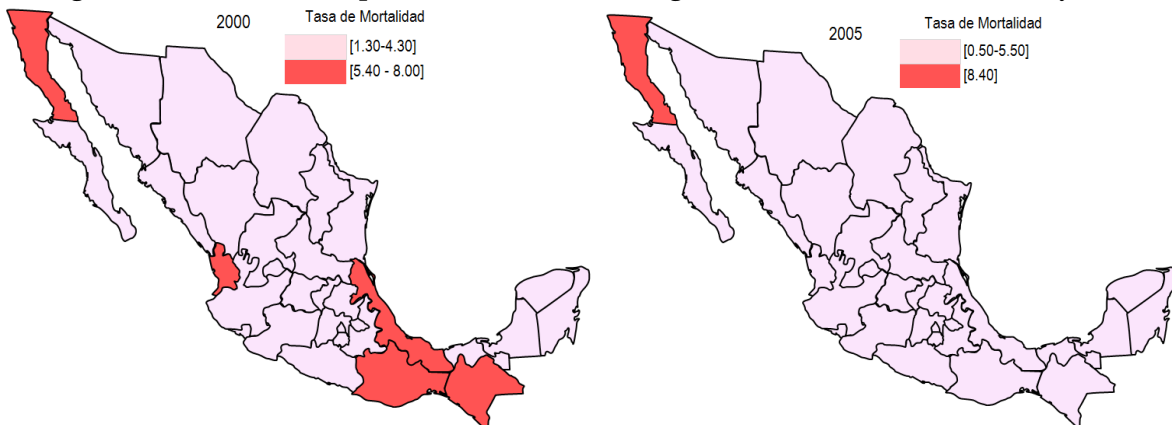 2000
Tasa de Mortalidad
[1.30-4.30]
[5.40 - 8.00]
2005
Tasa de Mortalidad
[0.50-5.50]
[8.40]